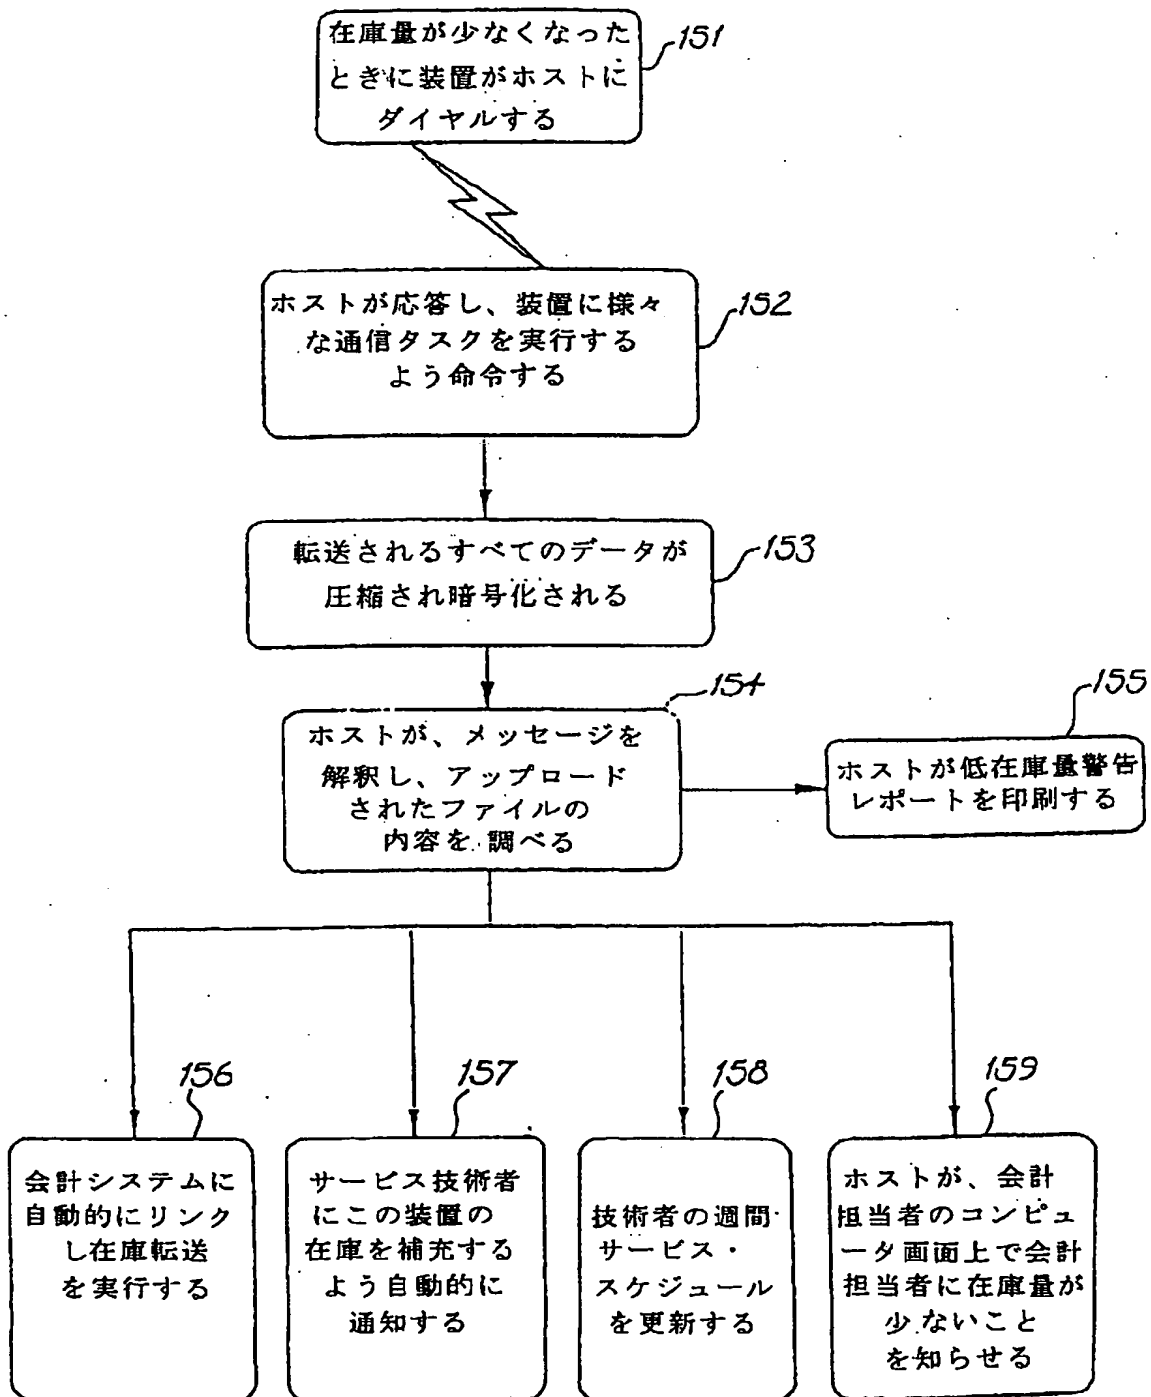 在庫量が少なくなった
ときに装置がホストに
ダイヤルする
151
ホストが応答し、装置に様々
な通信タスクを実行する
よう命令する
152
転送されるすべてのデータが
圧縮され暗号化される
153
ホストが、メッセージを
解釈し、アップロード
されたファイルの
内容を調べる
154
ホストが低在庫量警告
レポートを印刷する
155
会計システムに
自動的にリンク
し在庫転送
を実行する
156
サービス技術者
にこの装置の
在庫を補充する
よう自動的に
通知する
157
技術者の週間
サービス・
スケジュール
を更新する
158
ホストが、会計
担当者のコンピュ
ータ画面上で会計
担当者に在庫量が
少ないこと
を知らせる
159